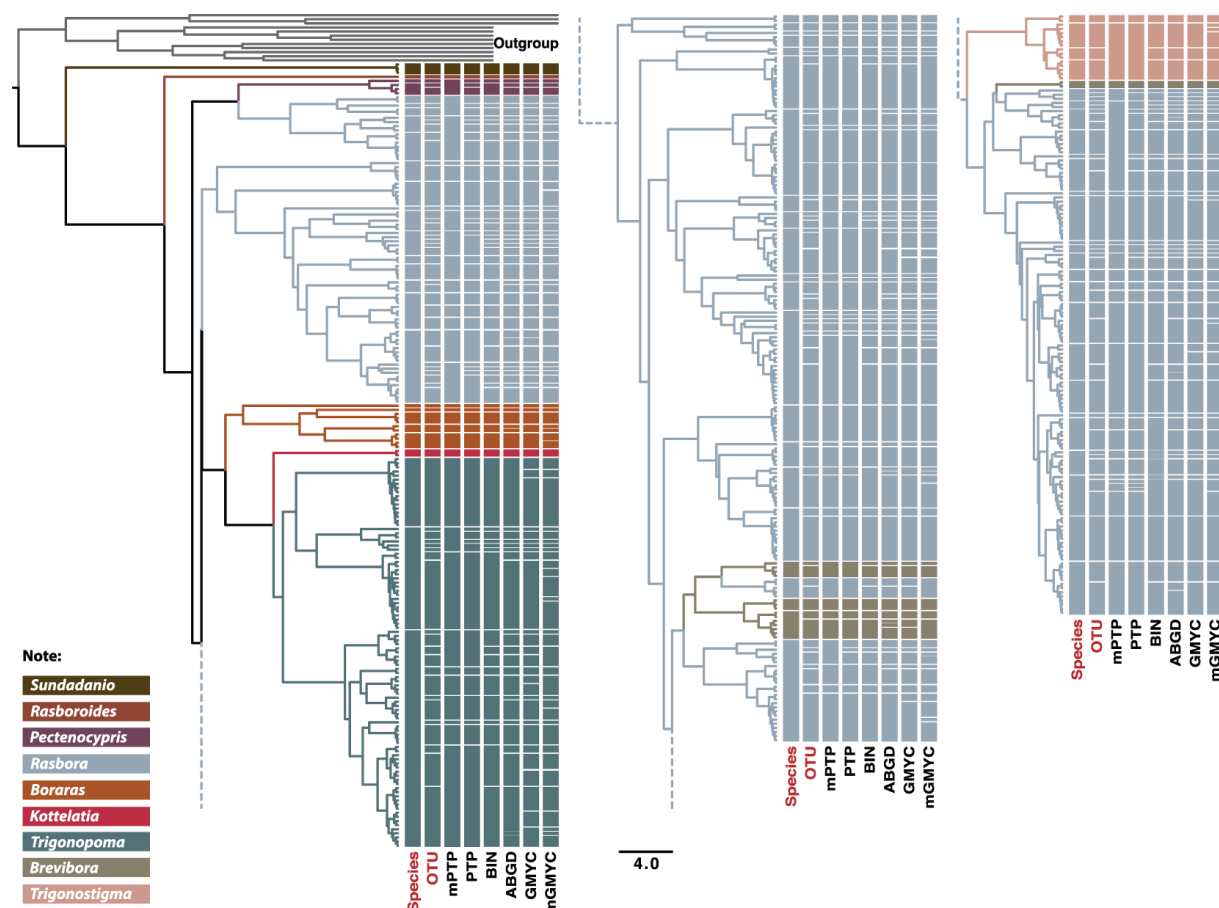 Outgroup
Note:
Sundadanio
Rasboroides
Pectenocypris
Rasbora
Boraras
Kottelatia
Trigonopoma
Brevibora
Trigonostigma
Species
OTU
mPTP
PTP
BIN
ABGD
GMYC
mGMYC
Species
OTU
mPTP
PTP
BIN
ABGD
GMYC
mGMYC
4.0
Species
OTU
mPTP
PTP
BIN
ABGD
GMYC
mGMYC